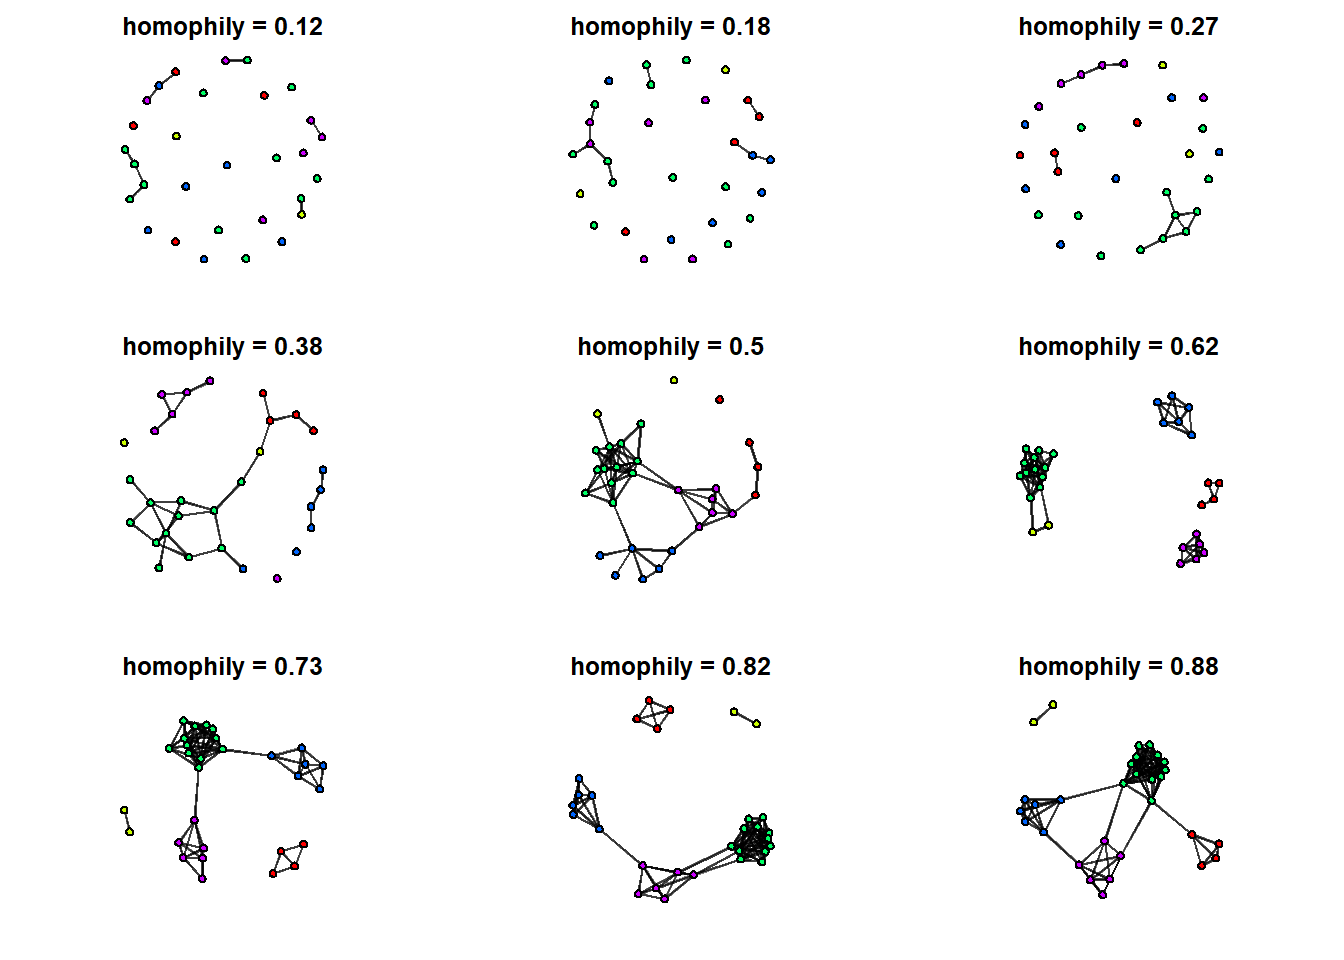 homophily = 0.12
homophily = 0.18
homophily = 0.27
homophily = 0.38
homophily = 0.5
homophily = 0.62
homophily = 0.73
homophily = 0.82
homophily = 0.88